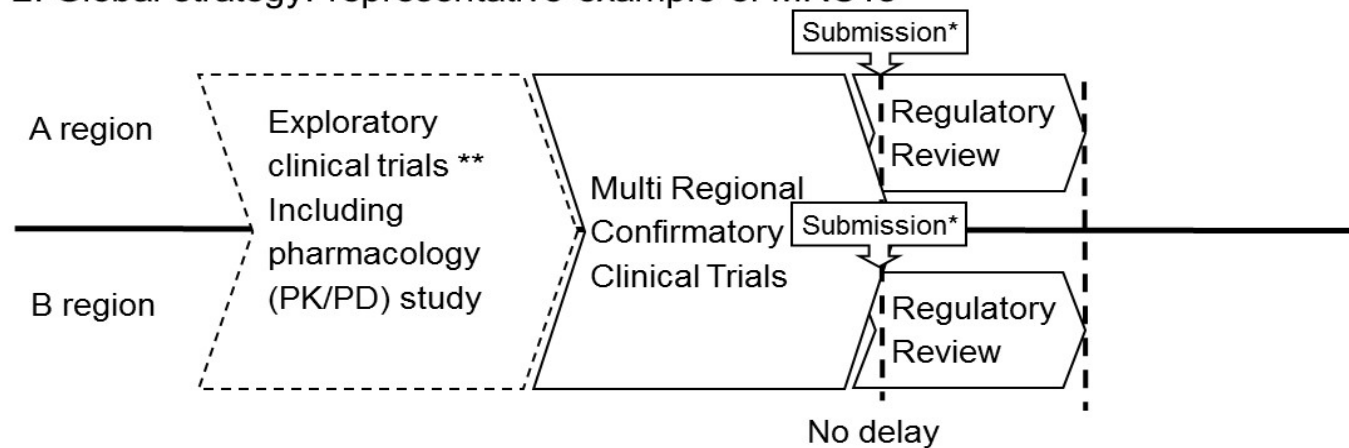 Submission*
A region
Exploratory
clinical trials **
Including
pharmacology
(PK/PD) study
B region
Multi Regional
Confirmatory
Clinical Trials
Regulatory
Review
Submission*
Regulatory
Review
No delay